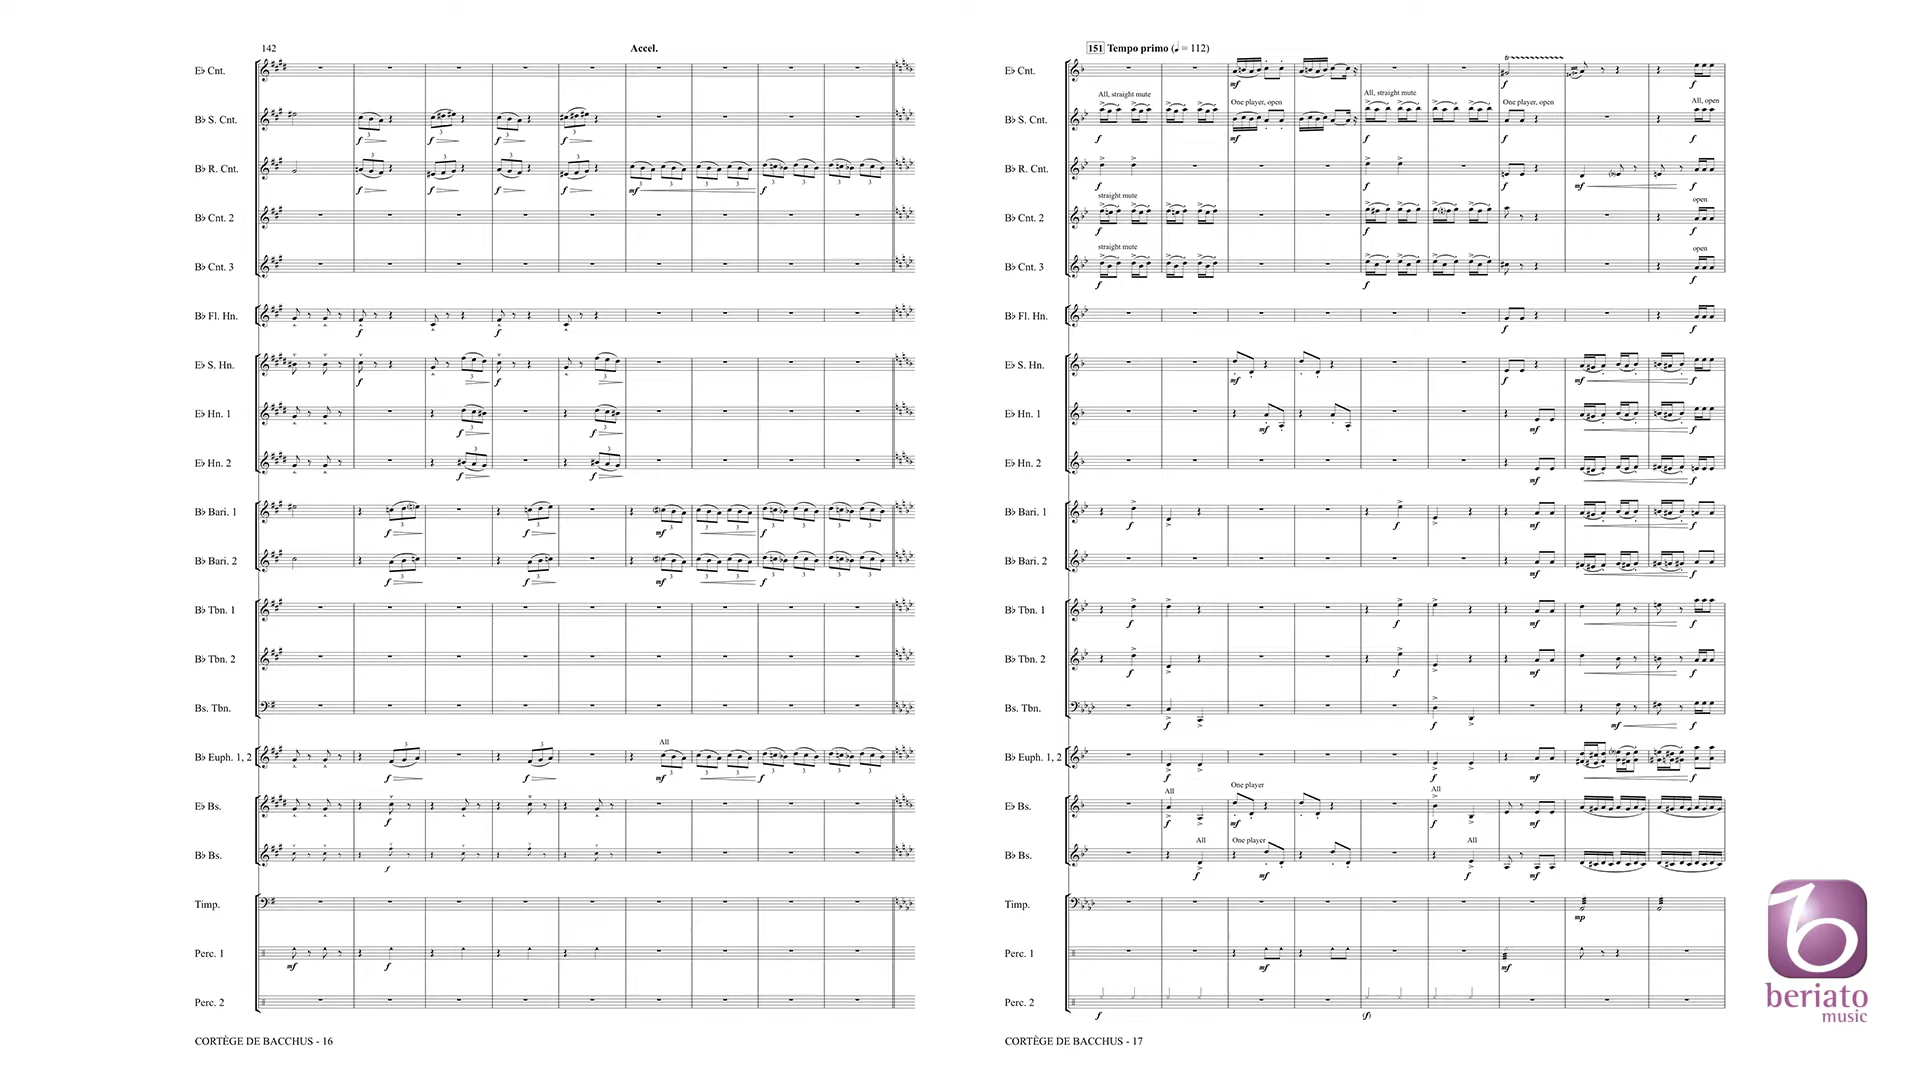 142
Accel.
E♭ Cnt.
B♭ S. Cnt.
B♭ R. Cnt.
B♭ Cnt. 2
B♭ Cnt. 3
B♭ Fl. Hn.
E♭ S. Hn.
E♭ Hn. 1
E♭ Hn. 2
B♭ Bari. 1
B♭ Bari. 2
B♭ Tbn. 1
B♭ Tbn. 2
Bs. Tbn.
All
B♭ Euph. 1, 2
E♭ Bs.
B♭ Bs.
Timp.
Perc. 1
Perc. 2
CORTÈGE DE BACCHUS - 16
151 Tempo primo (♩ = 112)
E♭ Cnt.
All, straight mute
One player, open
All, straight mute
One player, open
All, open
B♭ S. Cnt.
B♭ R. Cnt.
straight mute
open
B♭ Cnt. 2
straight mute
open
B♭ Cnt. 3
B♭ Fl. Hn.
E♭ S. Hn.
E♭ Hn. 1
E♭ Hn. 2
B♭ Bari. 1
B♭ Bari. 2
B♭ Tbn. 1
B♭ Tbn. 2
Bs. Tbn.
B♭ Euph. 1, 2
All
One player
All
E♭ Bs.
All
One player
All
B♭ Bs.
Timp.
Perc. 1
Perc. 2
CORTÈGE DE BACCHUS - 17
beriato
music